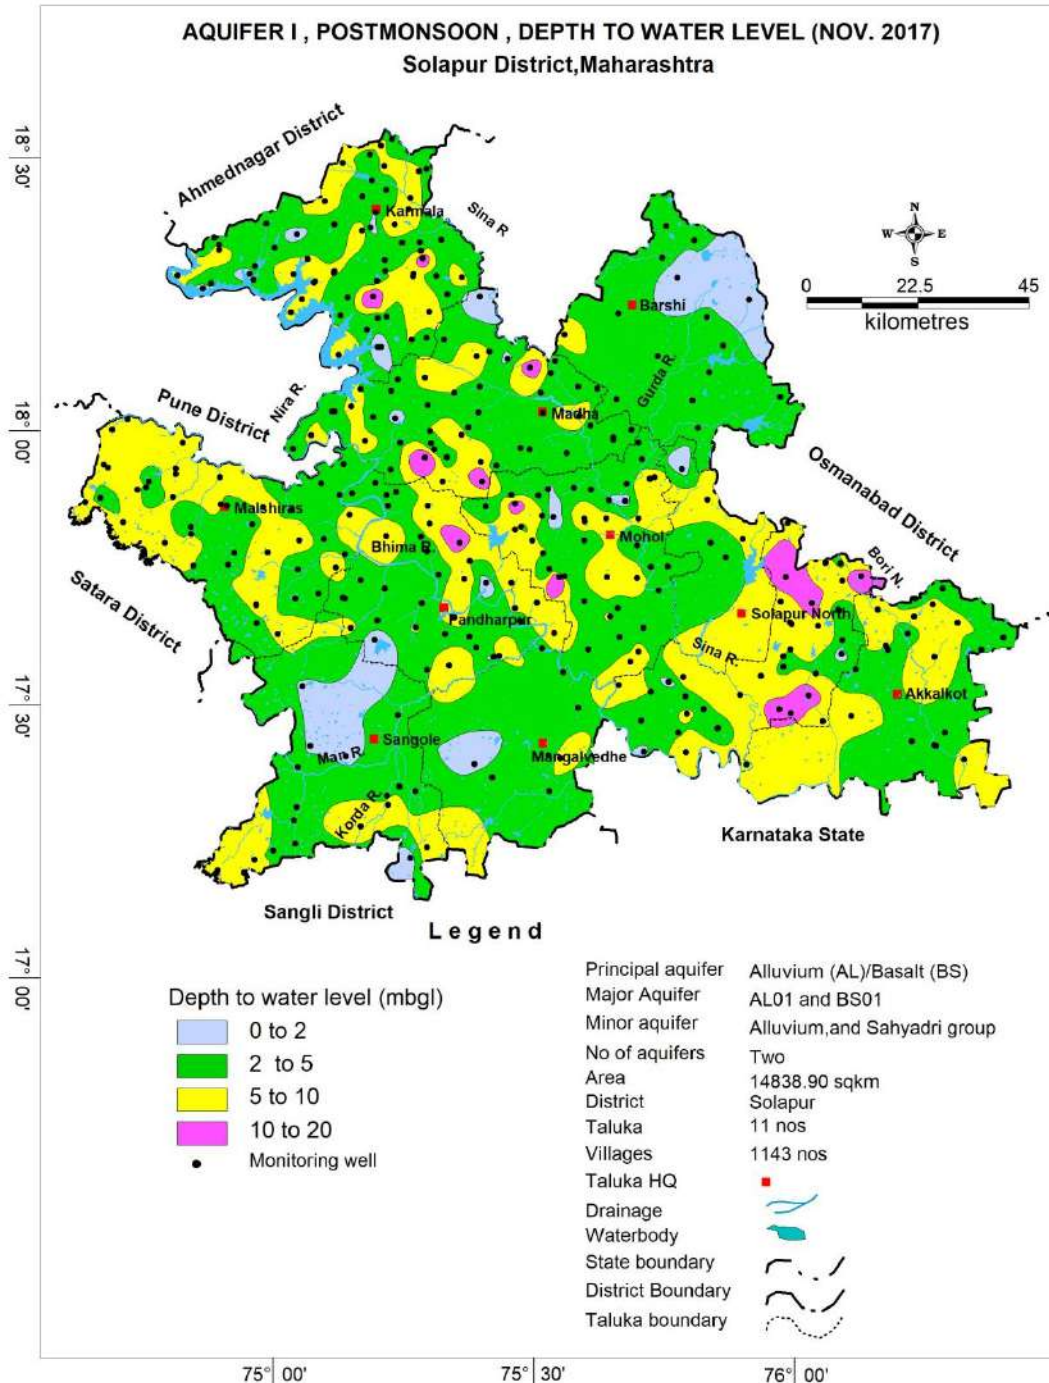 AQUIFER I , POSTMONSOON , DEPTH TO WATER LEVEL (NOV. 2017)
Solapur District,Maharashtra
18° 30'
18° 00'
17° 30'
17° 00'
Ahmednagar District
Karmala
Sina R
N
W E
S
0 22.5 45
kilometres
Barshi
Gurda R.
Nira R.
Pune District
Madha
Osmanabad District
Malshiras
Bhima R.
Mohol
Bori N.
Satara District
Pandharpur
Solapur North
Sina R.
Akkalkot
Sangole
Man R
Mangalvedhe
Korda R.
Karnataka State
Sangli District
Legend
Depth to water level (mbgl)
0 to 2
2 to 5
5 to 10
10 to 20
Monitoring well
Principal aquifer Alluvium (AL)/Basalt (BS)
Major Aquifer AL01 and BS01
Minor aquifer Alluvium,and Sahyadri group
No of aquifers Two
Area 14838.90 sqkm
District Solapur
Taluka 11 nos
Villages 1143 nos
Taluka HQ
Drainage
Waterbody
State boundary
District Boundary
Taluka boundary
75° 00' 75° 30' 76° 00'